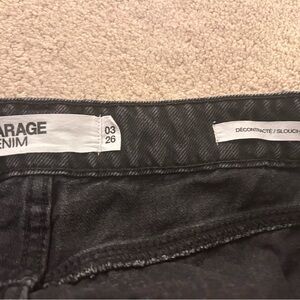 ARAGE
ENIM
03
26
DÉCONTRACTÉ / SLOUCH